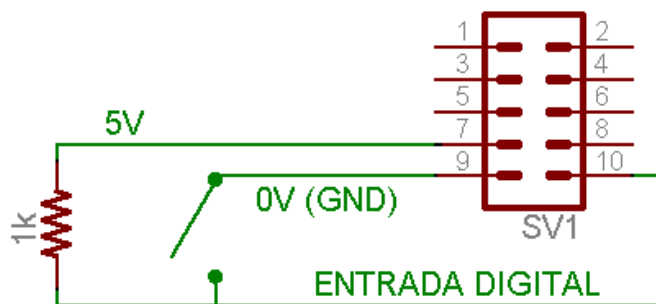 1 2
3 4
5 6
5V
7 8
9 10
0V (GND)
1k
SV1
ENTRADA DIGITAL